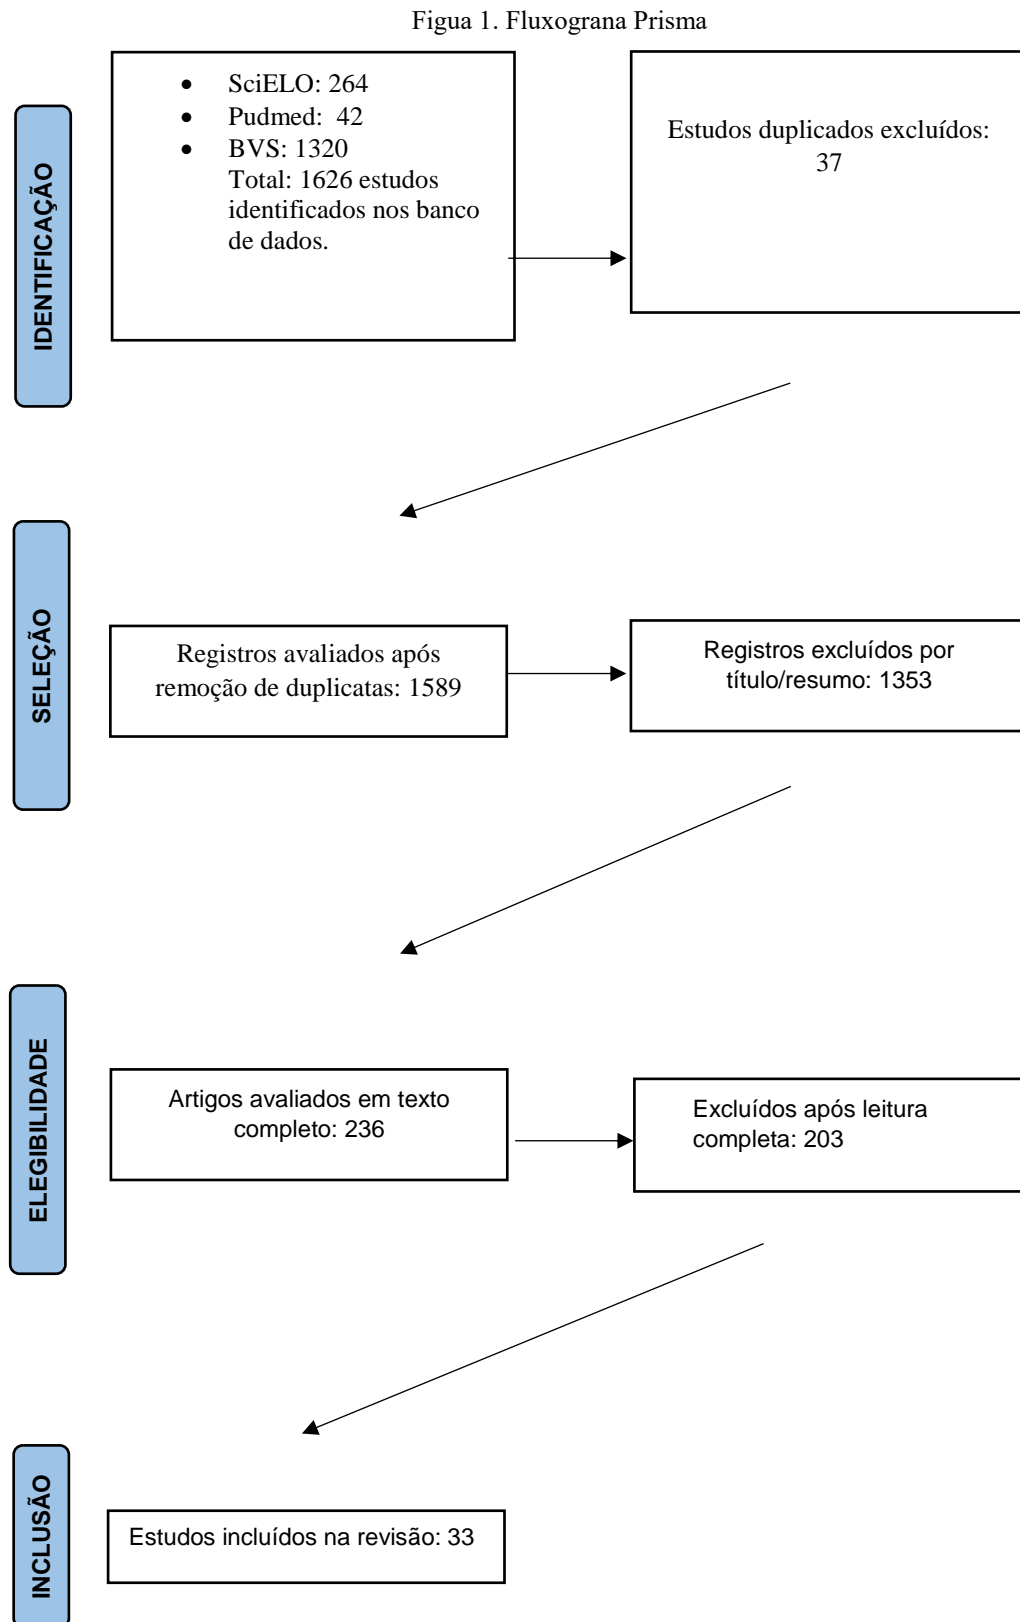 Figua 1. Fluxograna Prisma
IDENTIFICAÇÃO
• SciELO: 264
• Pudmed: 42
• BVS: 1320
Total: 1626 estudos
identificados nos banco
de dados.
Estudos duplicados excluídos:
37
SELEÇÃO
Registros avaliados após
remoção de duplicatas: 1589
Registros excluídos por
título/resumo: 1353
ELEGIBILIDADE
Artigos avaliados em texto
completo: 236
Excluídos após leitura
completa: 203
INCLUSÃO
Estudos incluídos na revisão: 33